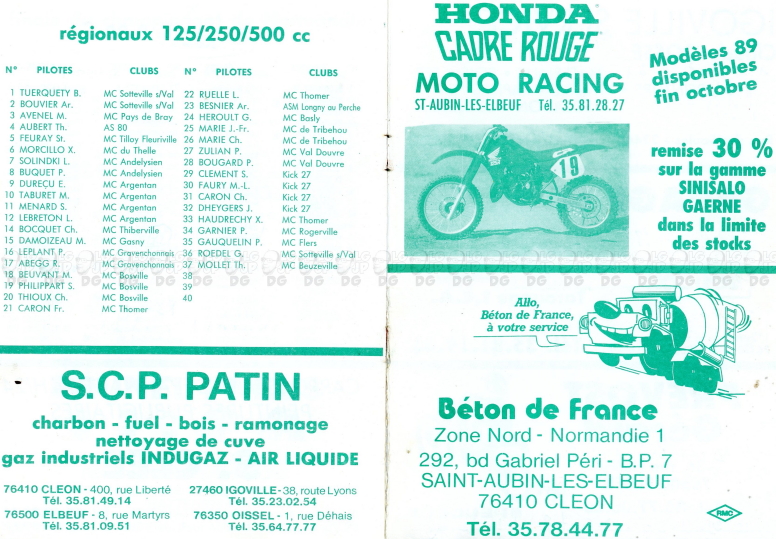 régionaux 125/250/500 cc
N° PILOTES CLUBS
1 TUERQUETY B. MC Sotteville s/Val
2 BOUVIER Ar. MC Sotteville s/Val
3 AVENEL M. MC Pays de Bray
4 AUBERT Th. AS 80
5 FEURAY St. MC Tilloy Fleuriville
6 MORCILLO X. MC du Thelle
7 SOLINDKI L. MC Andelysien
8 BUQUET P. MC Andelysien
9 DUREÇU E. MC Argentan
10 TABURET M. MC Argentan
11 MENARD S. MC Argentan
12 LEBRETON L. MC Argentan
14 BOCQUET Ch. MC Thiberville
15 DAMOIZEAU M. MC Gasny
16 LEPLANT P. MC Gravenchonnais
17 ABEGG R. MC Gravenchonnais
18 BEUVANT M. MC Bosville
19 PHILIPPART S. MC Bosville
20 THIOUX Ch. MC Bosville
21 CARON Fr. MC Thomer
N° PILOTES CLUBS
22 RUELLE L. MC Thomer
23 BESNIER Ar. ASM Longny au Perche
24 HEROULT G. MC Basly
25 MARIE J.-Fr. MC de Tribehou
26 MARIE Ch. MC de Tribehou
27 ZULIAN P. MC Val Douvre
28 BOUGARD P. MC Val Douvre
29 CLEMENT S. Kick 27
30 FAURY M.-L. Kick 27
31 CARON Ch. Kick 27
32 DHEYGERS J. Kick 27
33 HAUDRECHY X. MC Thomer
34 GARNIER P. MC Rogerville
35 GAUQUELIN P. MC Flers
36 ROEDEL G. MC Sotteville s/Val
37 MOLLET Th. MC Beuzeville
38
39
40
S.C.P. PATIN
charbon - fuel - bois - ramonage
nettoyage de cuve
gaz industriels INDUGAZ - AIR LIQUIDE
76410 CLEON - 400, rue Liberté
Tél. 35.81.49.14
76500 ELBEUF - 8, rue Martyrs
Tél. 35.81.09.51
27460 IGOVILLE - 38, route Lyons
Tél. 35.23.02.54
76350 OISSEL - 1, rue Déhais
Tél. 35.64.77.77
HONDA
CADRE ROUGE
MOTO RACING
ST-AUBIN-LES-ELBEUF Tél. 35.81.28.27
19
Modèles 89
disponibles
fin octobre
remise 30 %
sur la gamme
SINISALO
GAERNE
dans la limite
des stocks
Allo,
Béton de France,
à votre service
Béton de France
Zone Nord - Normandie 1
292, bd Gabriel Péri - B.P. 7
SAINT-AUBIN-LES-ELBEUF
76410 CLEON
Tél. 35.78.44.77
RMC